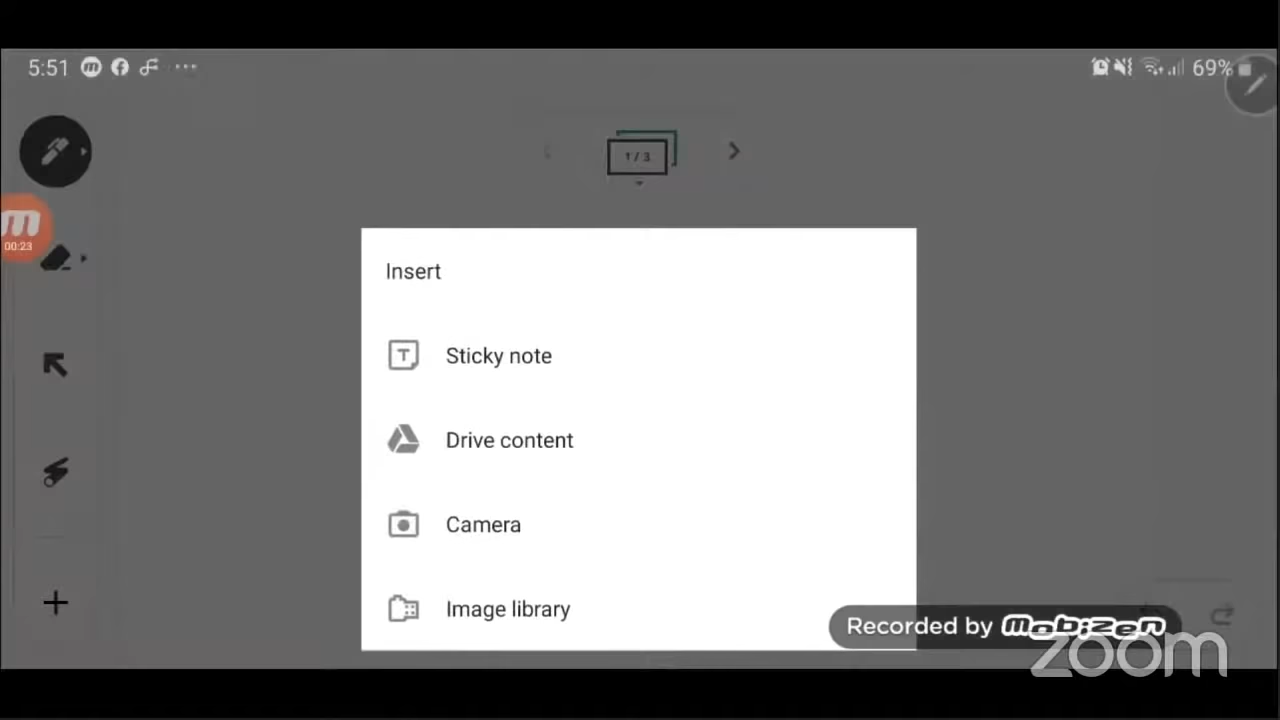 5:51
69%
1 / 3
m
00:23
Insert
T Sticky note
Drive content
Camera
Image library
Recorded by mobizen
zoom